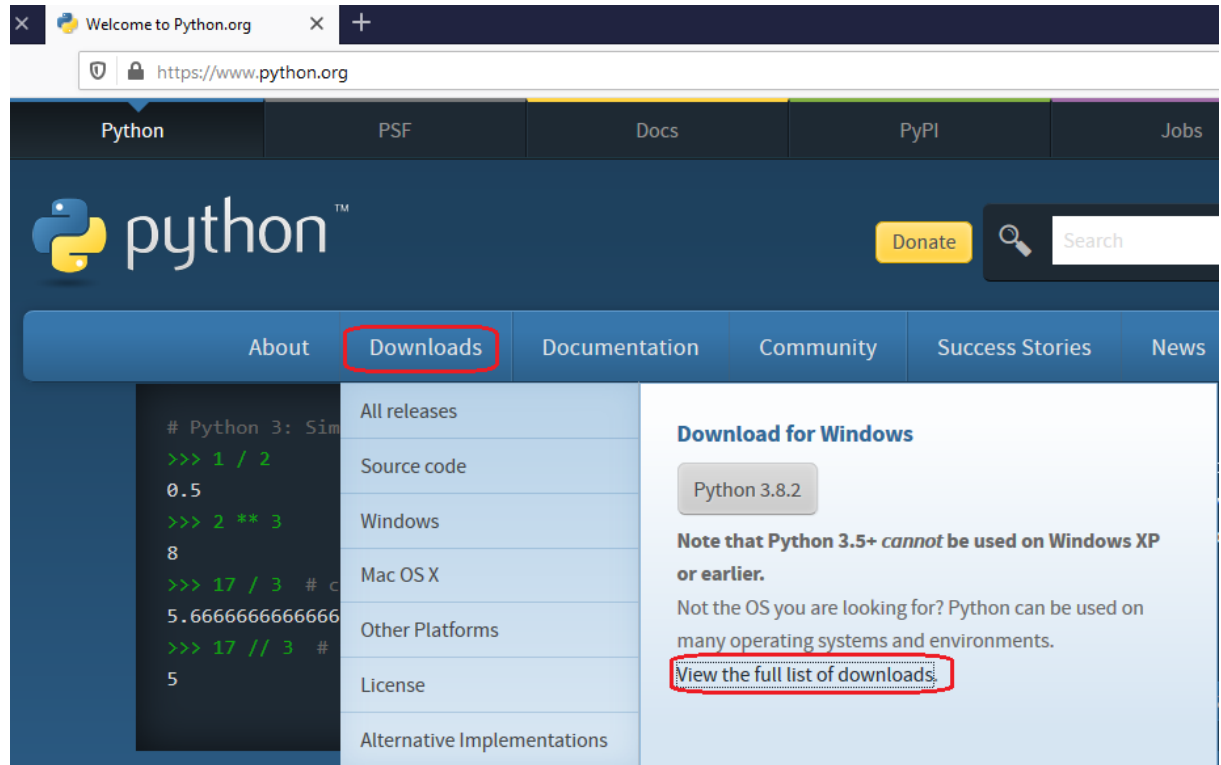 Welcome to Python.org
https://www.python.org
Python PSF Docs PyPI Jobs
python™
Donate Search
About Downloads Documentation Community Success Stories News
# Python 3: Sim
>>> 1 / 2
0.5
>>> 2 ** 3
8
>>> 17 / 3 # c
5.6666666666666
>>> 17 // 3 #
5
All releases
Source code
Windows
Mac OS X
Other Platforms
License
Alternative Implementations
Download for Windows
Python 3.8.2
Note that Python 3.5+ cannot be used on Windows XP
or earlier.
Not the OS you are looking for? Python can be used on
many operating systems and environments.
View the full list of downloads.